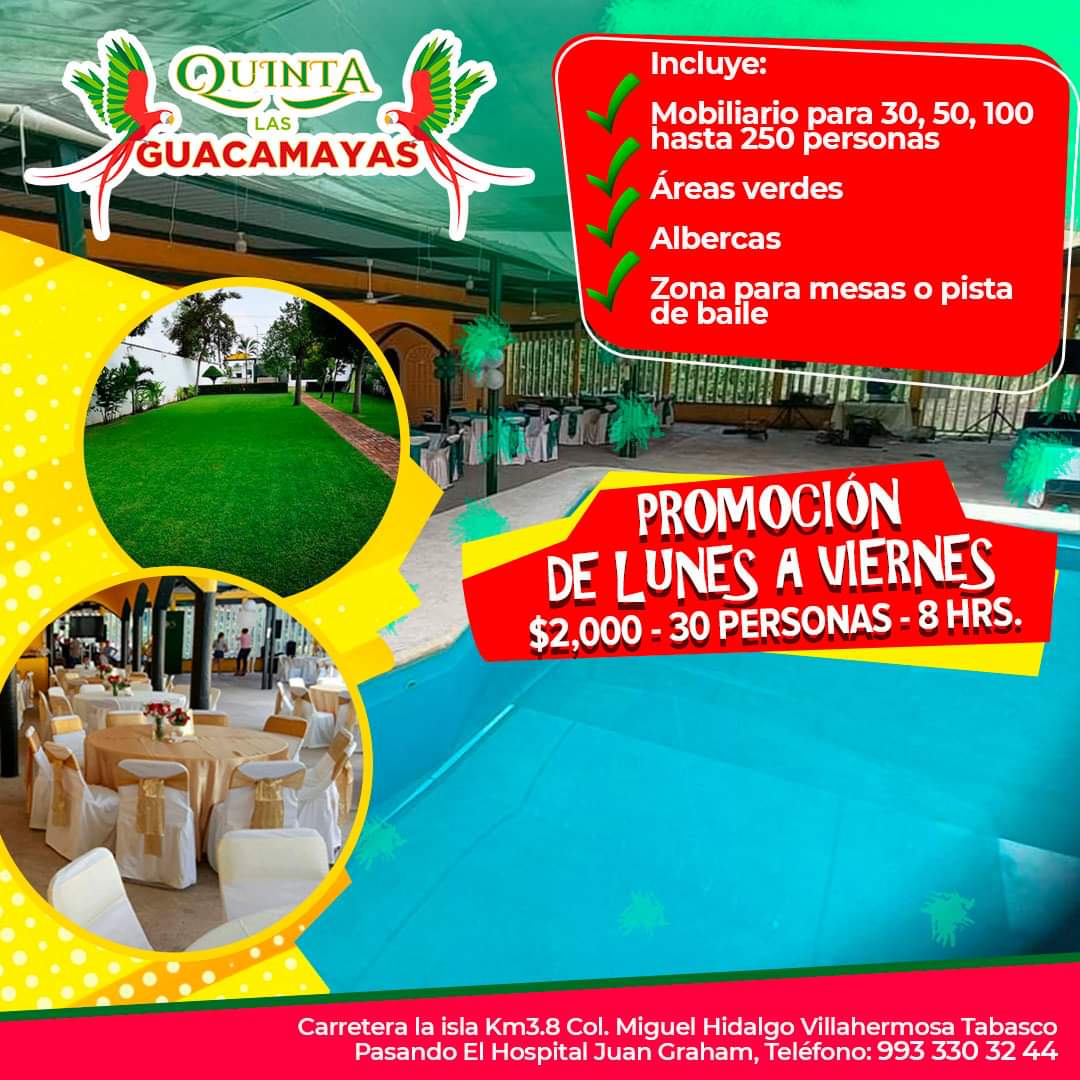 QUINTA
LAS
GUACAMAYAS
Incluye:
Mobiliario para 30, 50, 100
hasta 250 personas
Áreas verdes
Albercas
Zona para mesas o pista
de baile
PROMOCIÓN
DE LUNES A VIERNES
$2,000 - 30 PERSONAS - 8 HRS.
Carretera la isla Km3.8 Col. Miguel Hidalgo Villahermosa Tabasco
Pasando El Hospital Juan Graham, Teléfono: 993 330 32 44